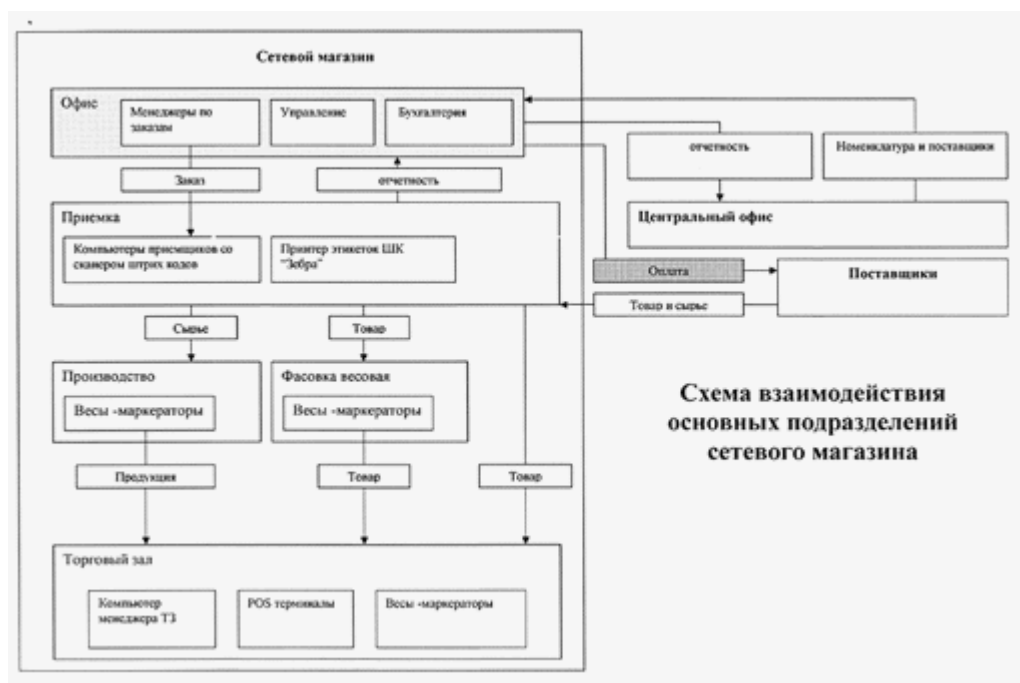 Сетевой магазин
Офис
Менеджеры по
заказам
Управление
Бухгалтерия
отчетность
Номенклатура и поставщики
Заказ
отчетность
Приемка
Центральный офис
Компьютеры приемщиков со
сканером штрих кодов
Принтер этикеток ШК
"Зебра"
Оплата
Поставщики
Товар и сырье
Сырье
Товар
Производство
Фасовка весовая
Весы -маркераторы
Весы -маркераторы
Схема взаимодействия
основных подразделений
сетевого магазина
Продукция
Товар
Товар
Торговый зал
Компьютер
менеджера ТЗ
POS терминалы
Весы -маркераторы